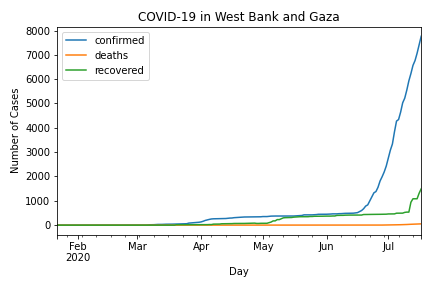 COVID-19 in West Bank and Gaza
confirmed
deaths
recovered
Number of Cases
8000
7000
6000
5000
4000
3000
2000
1000
0
Feb
2020
Mar
Apr
May
Jun
Jul
Day